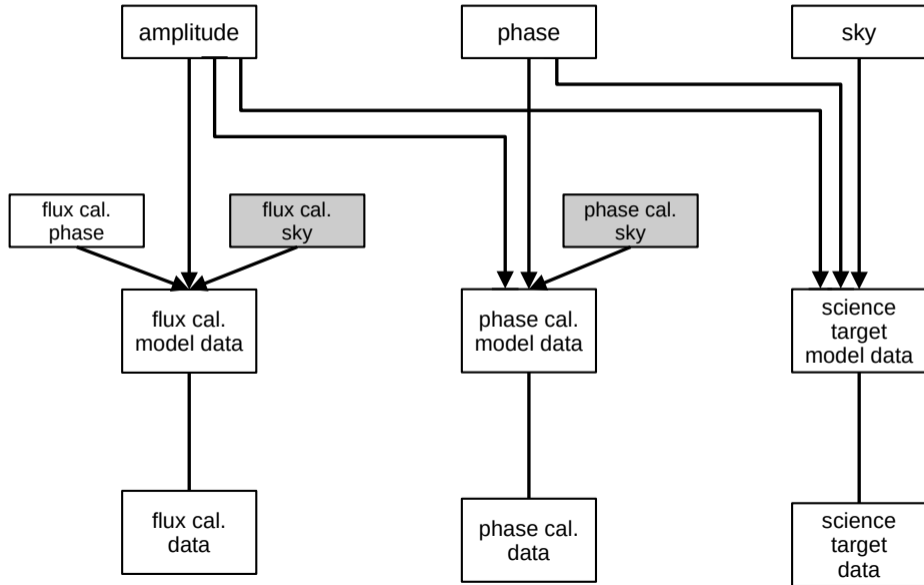 amplitude
phase
sky
flux cal.
phase
flux cal.
sky
phase cal.
sky
flux cal.
model data
phase cal.
model data
science
target
model data
flux cal.
data
phase cal.
data
science
target
data